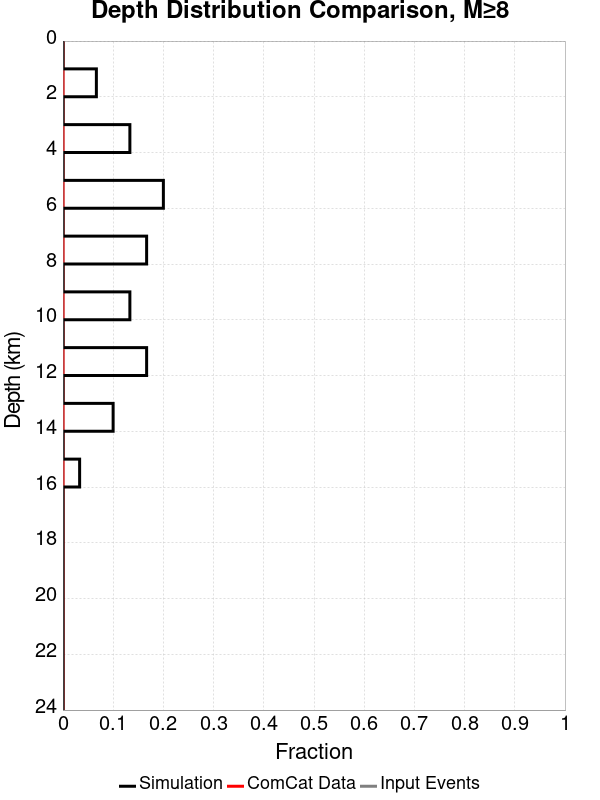 Depth Distribution Comparison, M≥8
0
2
4
6
8
10
12
14
16
18
20
22
24
Depth (km)
0 0.1 0.2 0.3 0.4 0.5 0.6 0.7 0.8 0.9 1
Fraction
Simulation ComCat Data Input Events